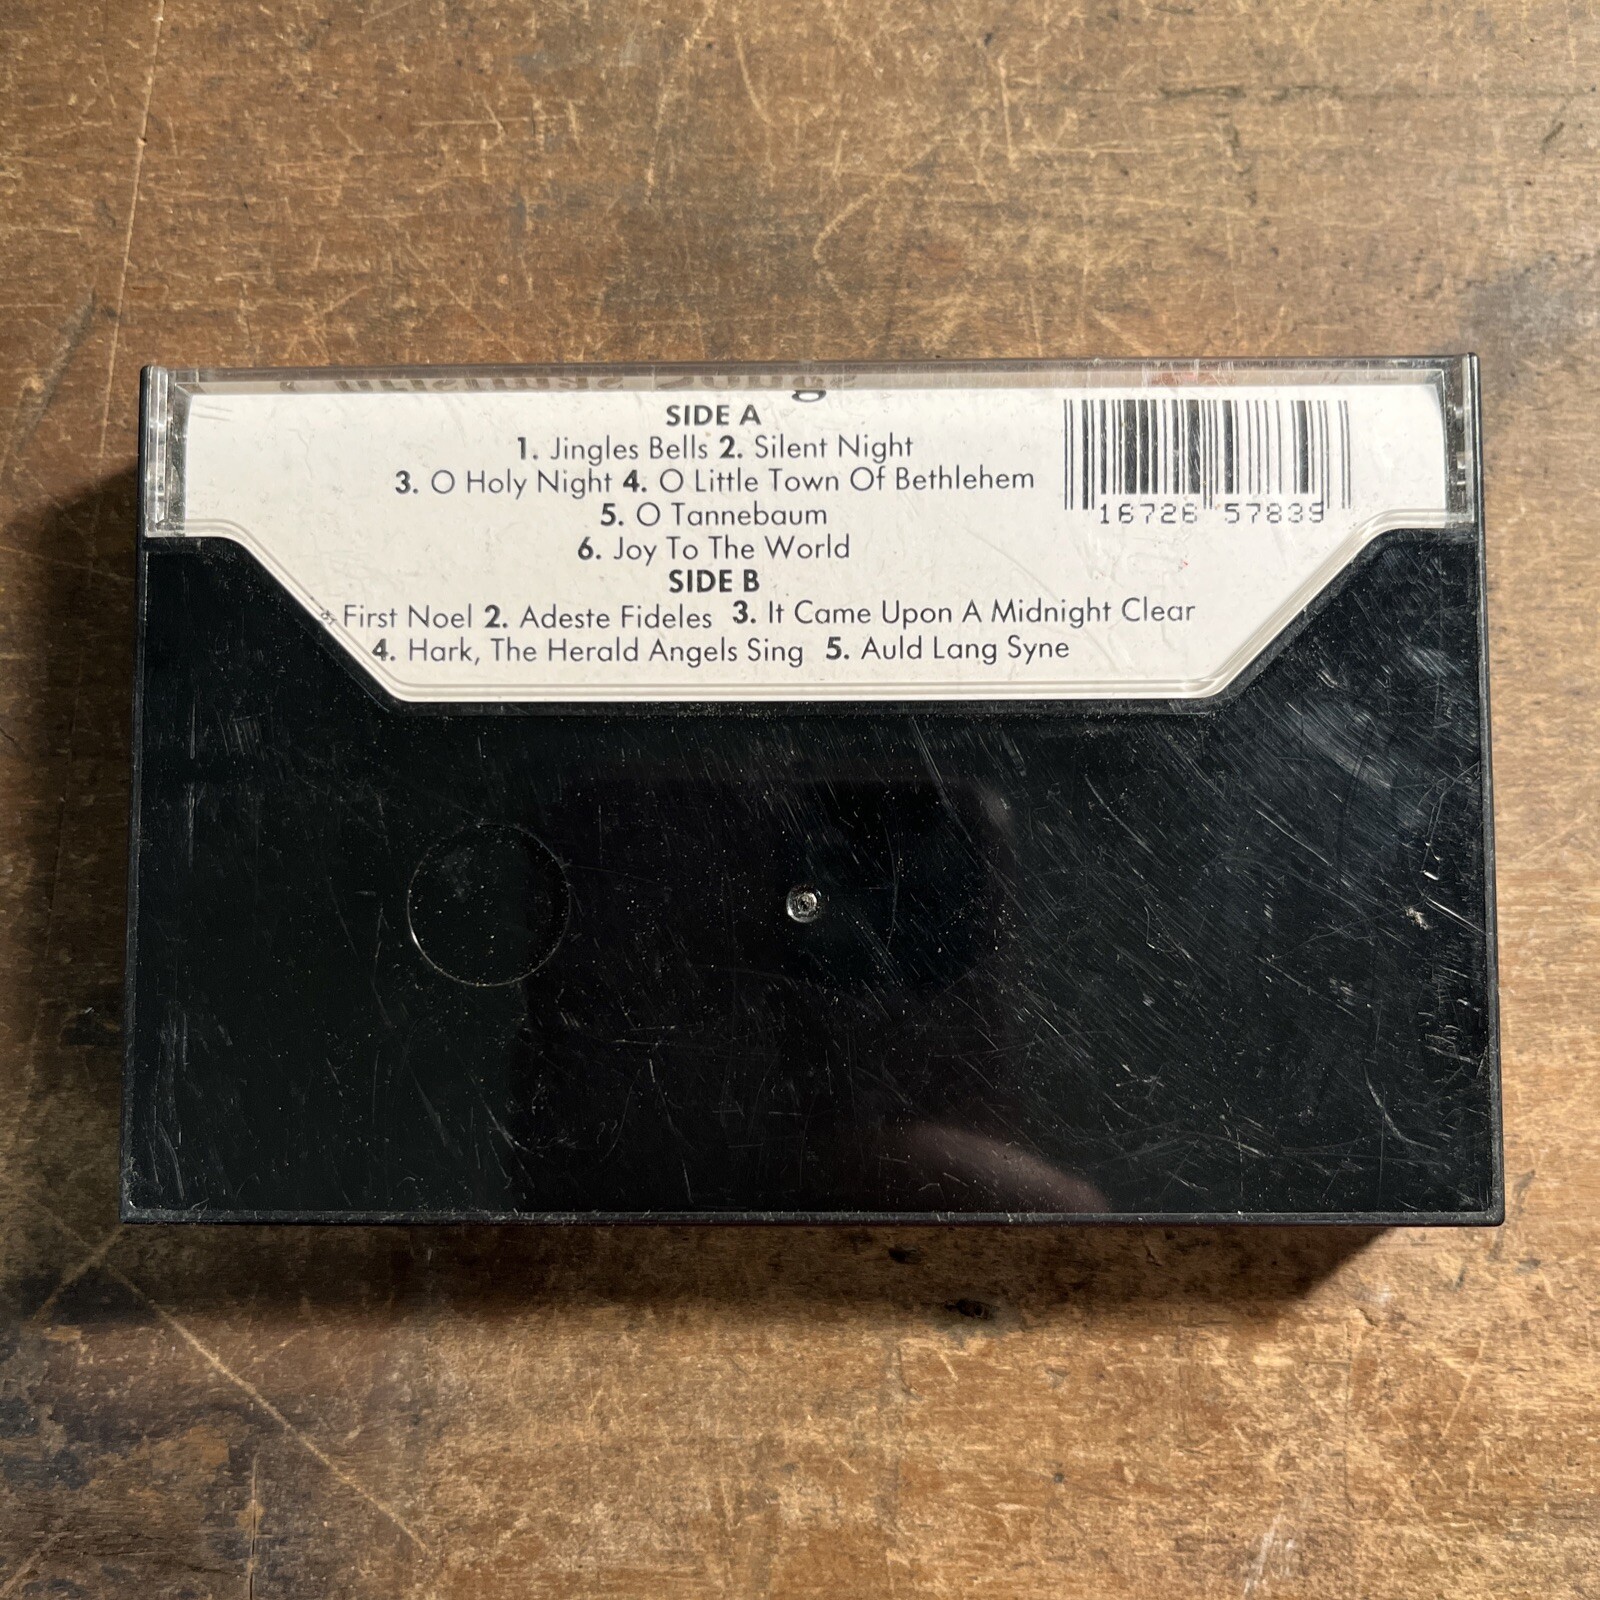 Christmas Songs
SIDE A
1. Jingles Bells 2. Silent Night
3. O Holy Night 4. O Little Town Of Bethlehem
5. O Tannebaum
6. Joy To The World
SIDE B
First Noel 2. Adeste Fideles 3. It Came Upon A Midnight Clear
4. Hark, The Herald Angels Sing 5. Auld Lang Syne
16726 57839